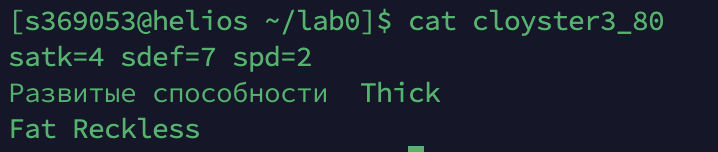 [s369053@helios ~/lab0]$ cat cloyster3_80
satk=4 sdef=7 spd=2
Развитые способности  Thick
Fat Reckless